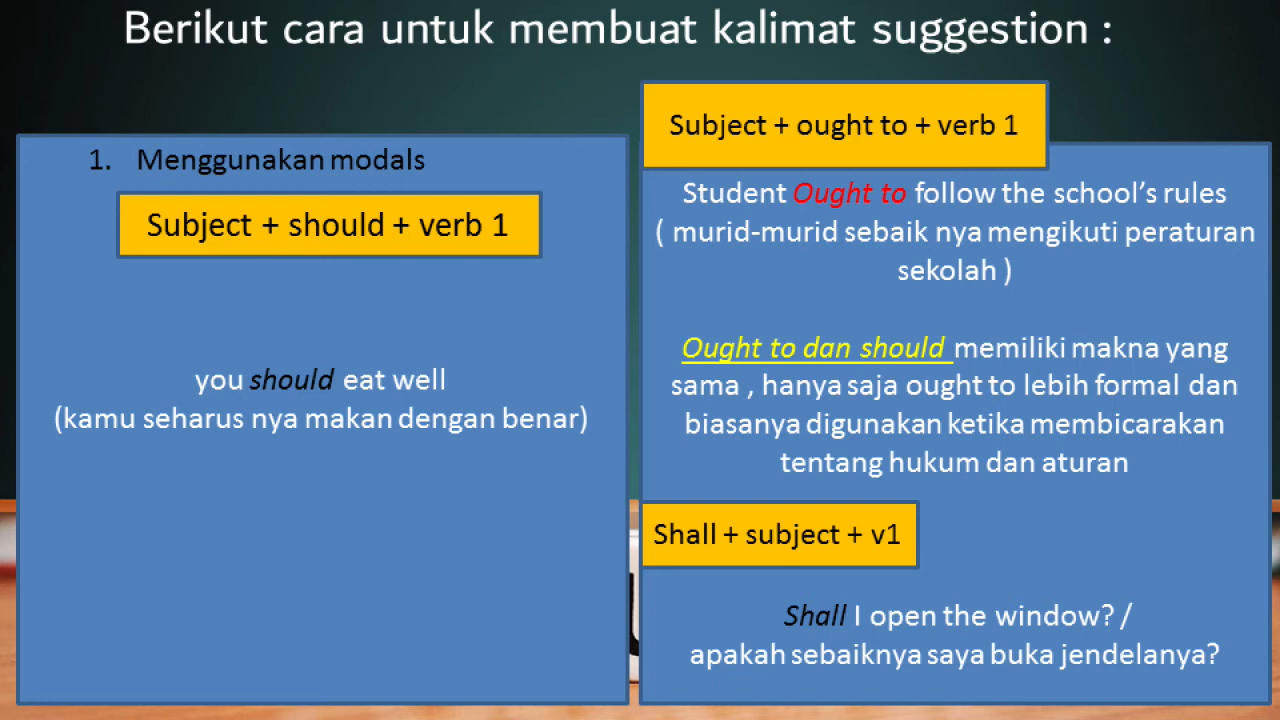 Berikut cara untuk membuat kalimat suggestion :
1. Menggunakan modals
Subject + should + verb 1
you should eat well
(kamu seharus nya makan dengan benar)
Subject + ought to + verb 1
Student Ought to follow the school’s rules
( murid-murid sebaik nya mengikuti peraturan
sekolah )
Ought to dan should memiliki makna yang
sama , hanya saja ought to lebih formal dan
biasanya digunakan ketika membicarakan
tentang hukum dan aturan
Shall + subject + v1
Shall I open the window? /
apakah sebaiknya saya buka jendelanya?